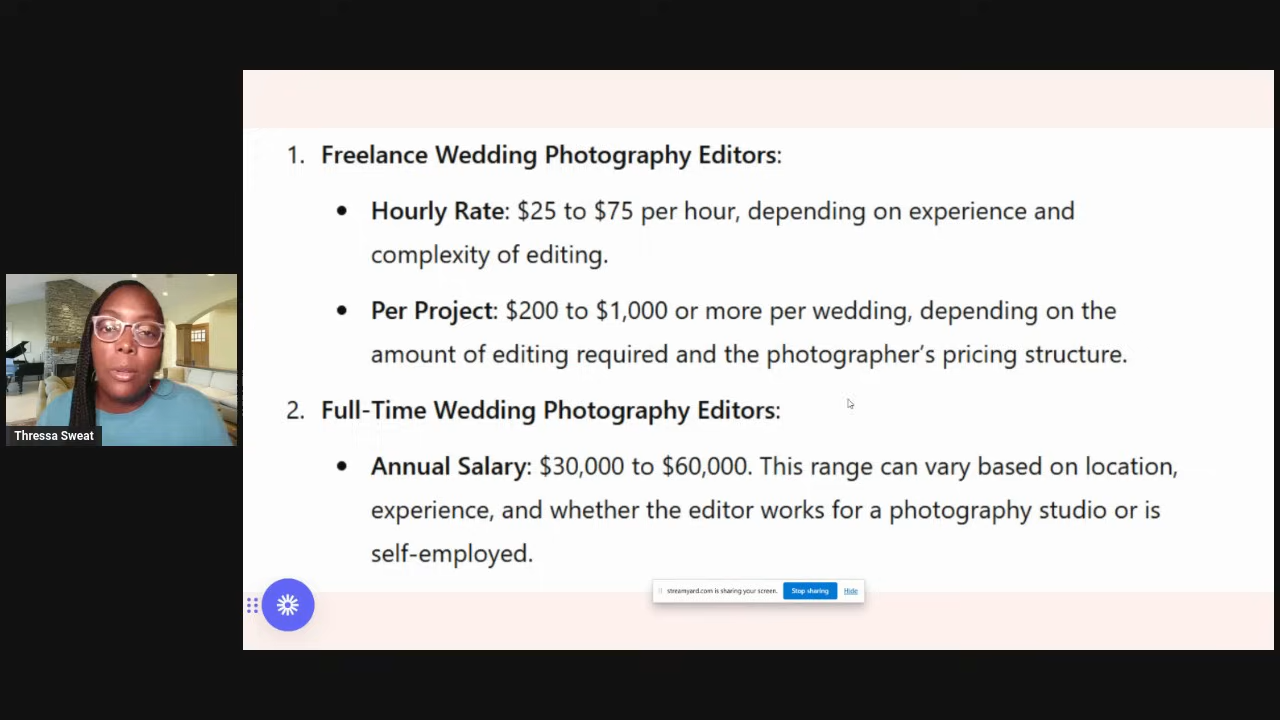 1. Freelance Wedding Photography Editors:
• Hourly Rate: $25 to $75 per hour, depending on experience and
complexity of editing.
• Per Project: $200 to $1,000 or more per wedding, depending on the
amount of editing required and the photographer's pricing structure.
2. Full-Time Wedding Photography Editors:
• Annual Salary: $30,000 to $60,000. This range can vary based on location,
experience, and whether the editor works for a photography studio or is
self-employed.
Thressa Sweat
streamyard.com is sharing your screen. Stop sharing Hide